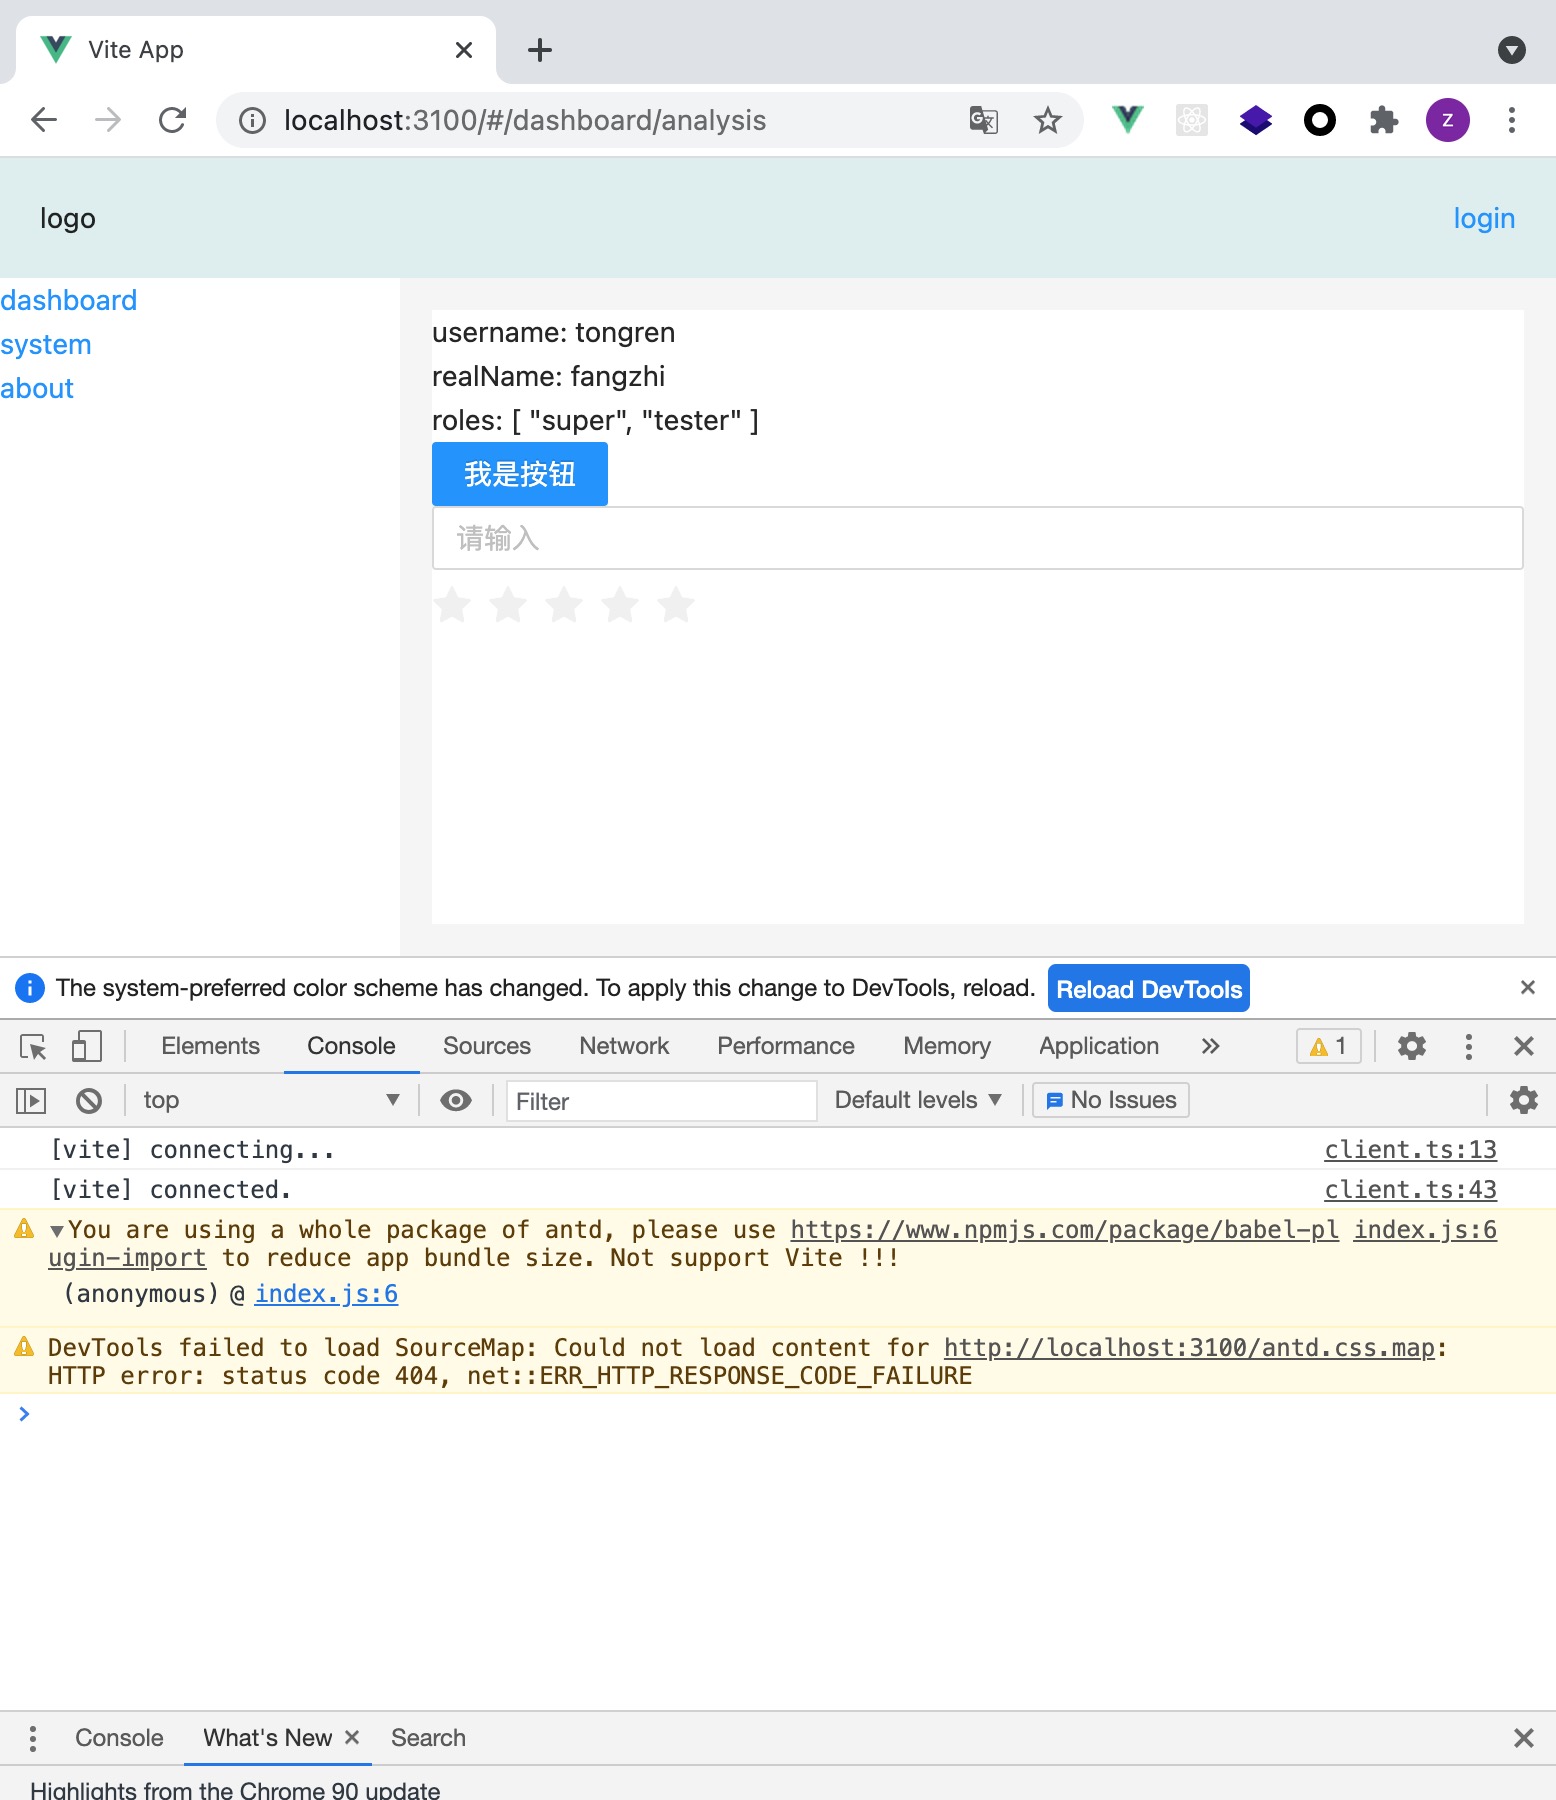 Vite App
localhost:3100/#/dashboard/analysis
z
logo
login
dashboard
system
about
username: tongren
realName: fangzhi
roles: [ "super", "tester" ]
我是按钮
请输入
The system-preferred color scheme has changed. To apply this change to DevTools, reload.
Reload DevTools
Elements Console Sources Network Performance Memory Application » 1
top Filter Default levels No Issues
[vite] connecting... client.ts:13
[vite] connected. client.ts:43
You are using a whole package of antd, please use https://www.npmjs.com/package/babel-pl index.js:6
ugin-import to reduce app bundle size. Not support Vite !!!
(anonymous) @ index.js:6
DevTools failed to load SourceMap: Could not load content for http://localhost:3100/antd.css.map:
HTTP error: status code 404, net::ERR_HTTP_RESPONSE_CODE_FAILURE
Console What's New Search
Highlights from the Chrome 90 update